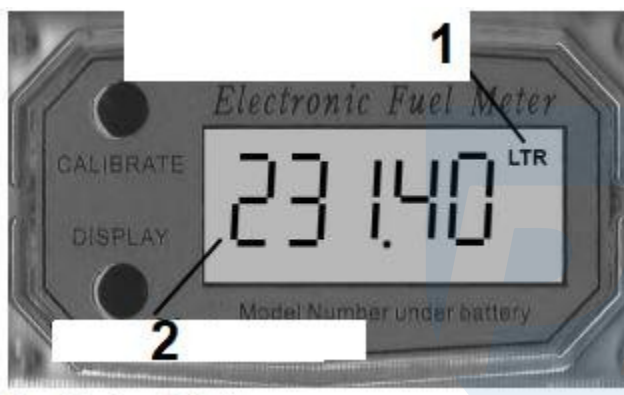 1
Electronic Fuel Meter
CALIBRATE
231.40 LTR
DISPLAY
Model Number under battery
2